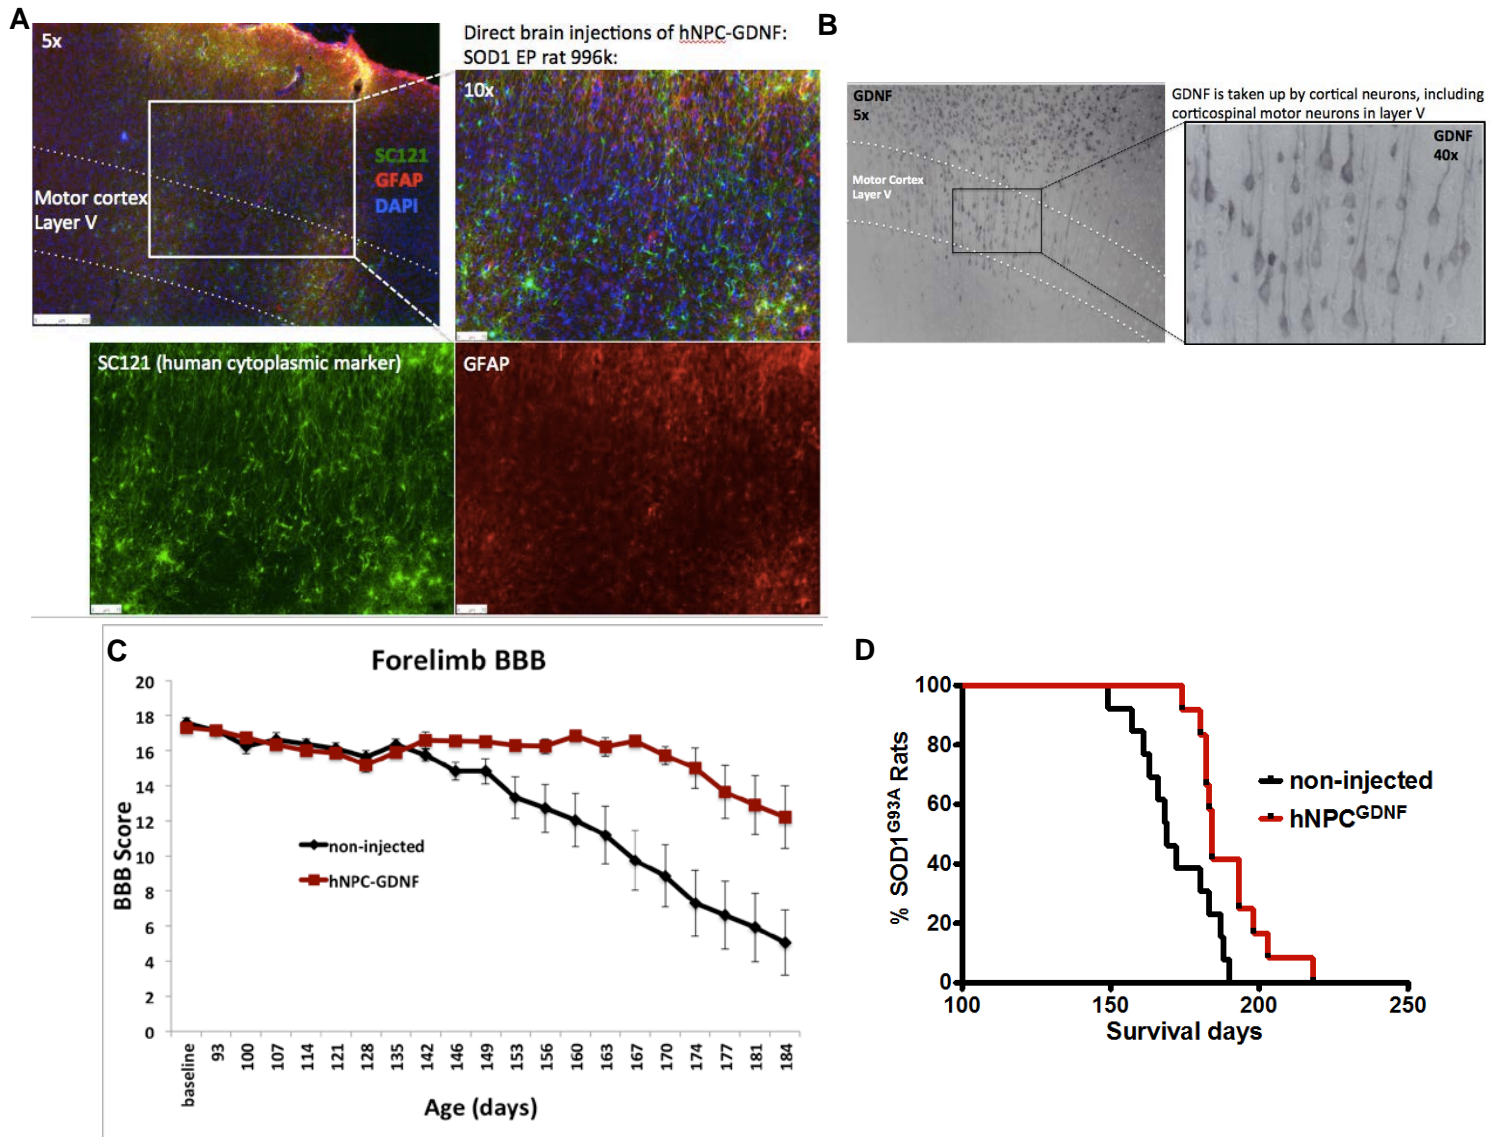 A
5x
SC121
GFAP
DAPI
Motor cortex
Layer V
Direct brain injections of hNPC-GDNF:
SOD1 EP rat 996k:
10x
SC121 (human cytoplasmic marker)
GFAP
B
GDNF
5x
Motor Cortex
Layer V
GDNF is taken up by cortical neurons, including
corticospinal motor neurons in layer V
GDNF
40x
C
Forelimb BBB
BBB Score
20
18
16
14
12
10
8
6
4
2
0
non-injected
hNPC-GDNF
baseline 93 100 107 114 121 128 135 142 146 149 153 156 160 163 167 170 174 177 181 184
Age (days)
D
% SOD1G93A Rats
100
80
60
40
20
0
non-injected
hNPCGDNF
100 150 200 250
Survival days